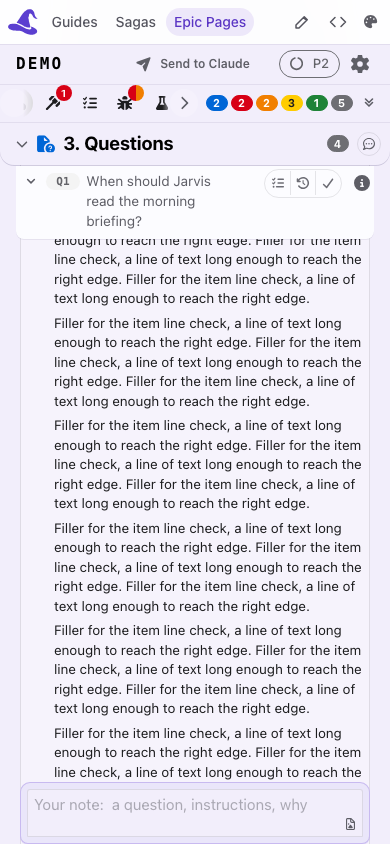 Guides Sagas Epic Pages
DEMO Send to Claude P2
1 2 2 2 3 1 5
3. Questions 4
Q1 When should Jarvis
read the morning
briefing?
enough to reach the right edge. Filler for the item
line check, a line of text long enough to reach the
right edge. Filler for the item line check, a line of
text long enough to reach the right edge.
Filler for the item line check, a line of text long
enough to reach the right edge. Filler for the item
line check, a line of text long enough to reach the
right edge. Filler for the item line check, a line of
text long enough to reach the right edge.
Filler for the item line check, a line of text long
enough to reach the right edge. Filler for the item
line check, a line of text long enough to reach the
right edge. Filler for the item line check, a line of
text long enough to reach the right edge.
Filler for the item line check, a line of text long
enough to reach the right edge. Filler for the item
line check, a line of text long enough to reach the
right edge. Filler for the item line check, a line of
text long enough to reach the right edge.
Filler for the item line check, a line of text long
enough to reach the right edge. Filler for the item
line check, a line of text long enough to reach the
right edge. Filler for the item line check, a line of
text long enough to reach the right edge.
Filler for the item line check, a line of text long
enough to reach the right edge. Filler for the item
line check, a line of text long enough to reach the
Your note: a question, instructions, why